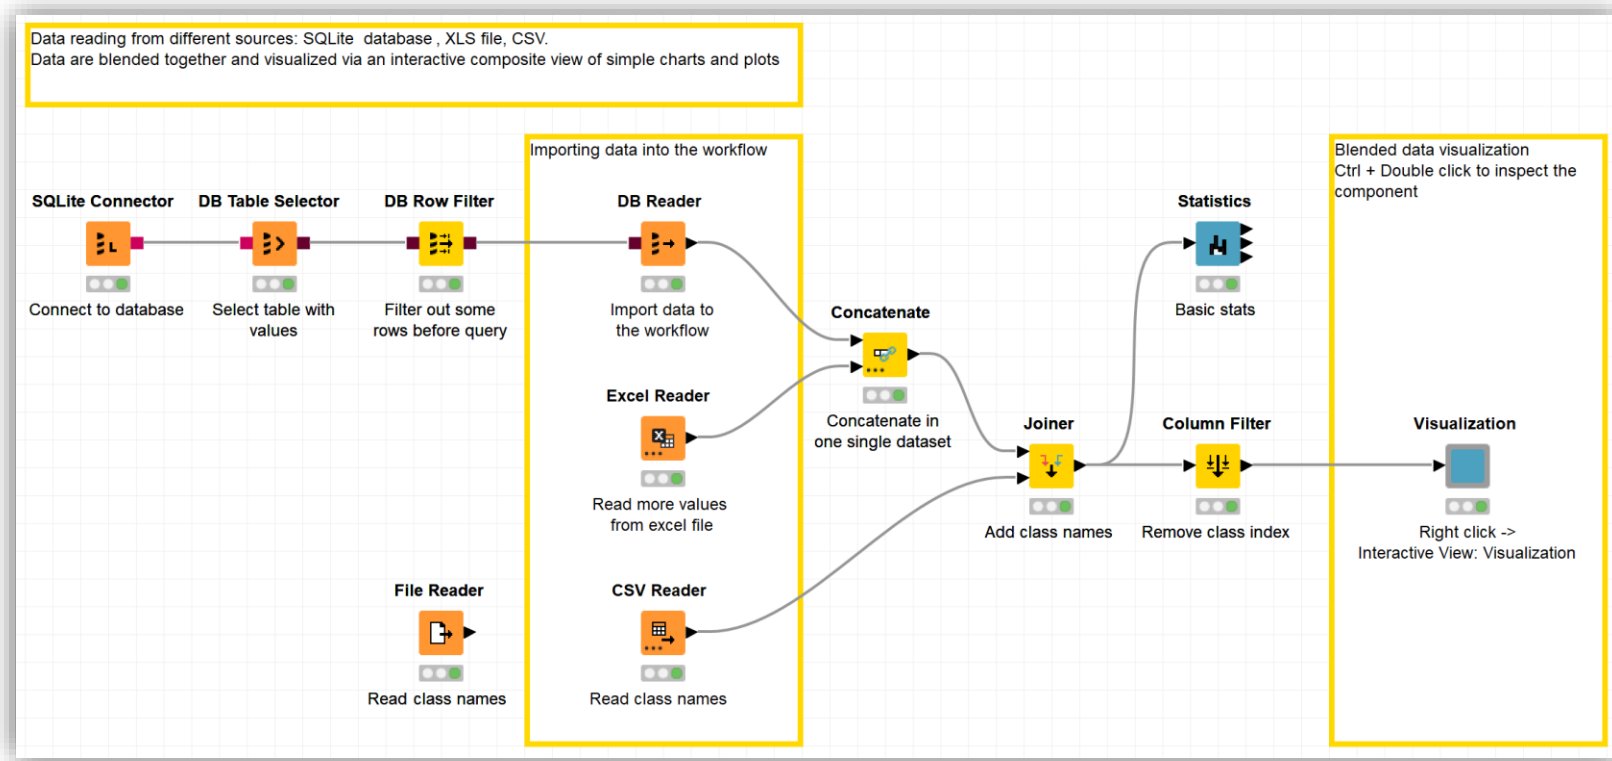 Data reading from different sources: SQLite database , XLS file, CSV.
Data are blended together and visualized via an interactive composite view of simple charts and plots
Importing data into the workflow
Blended data visualization
Ctrl + Double click to inspect the
component
SQLite Connector
DB Table Selector
DB Row Filter
DB Reader
Statistics
L
Connect to database
Select table with
values
Filter out some
rows before query
Import data to
the workflow
Basic stats
Concatenate
Concatenate in
one single dataset
Excel Reader
X
Read more values
from excel file
Joiner
Column Filter
Visualization
Add class names
Remove class index
Right click ->
Interactive View: Visualization
File Reader
CSV Reader
Read class names
Read class names